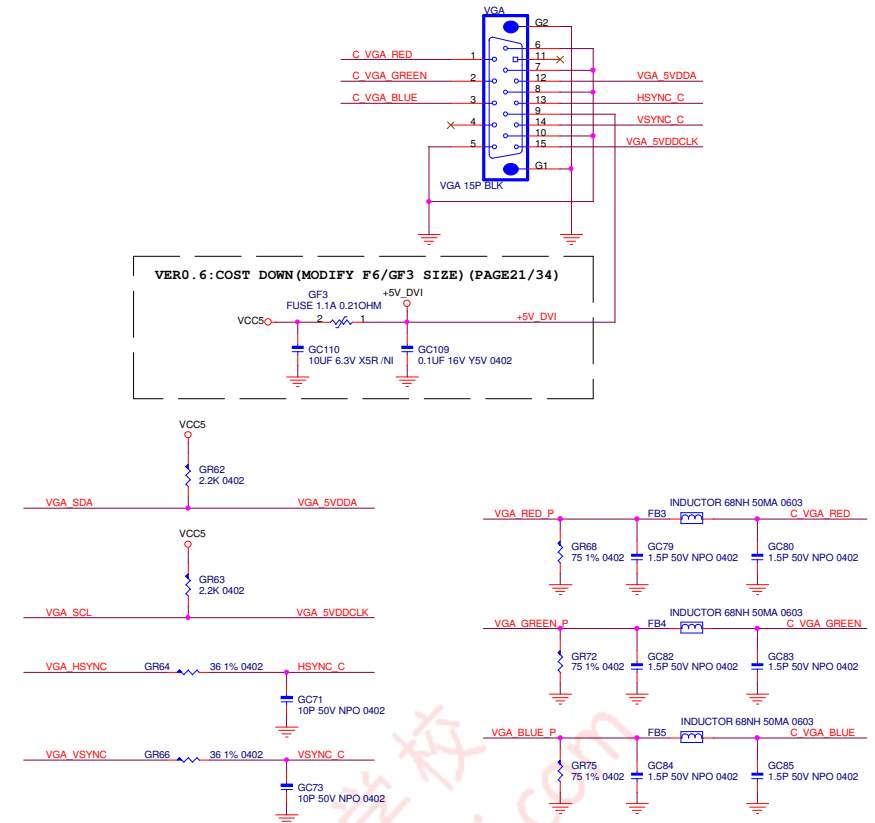 VGA
G2
6
C_VGA_RED 1 11
7
C_VGA_GREEN 2 12 VGA_5VDDA
8
C_VGA_BLUE 3 13 HSYNC_C
9
4 14 VSYNC_C
10
5 15 VGA_5VDDCLK
G1
VGA 15P BLK
VER0.6:COST DOWN(MODIFY F6/GF3 SIZE)(PAGE21/34)
GF3 +5V_DVI
FUSE 1.1A 0.21OHM
VCC5 2 1 +5V_DVI
GC110
10UF 6.3V X5R /NI
GC109
0.1UF 16V Y5V 0402
VCC5
GR62
2.2K 0402
VGA_SDA VGA_5VDDA
VCC5
GR63
2.2K 0402
VGA_SCL VGA_5VDDCLK
VGA_HSYNC GR64 36 1% 0402 HSYNC_C
GC71
10P 50V NPO 0402
VGA_VSYNC GR66 36 1% 0402 VSYNC_C
GC73
10P 50V NPO 0402
INDUCTOR 68NH 50MA 0603
VGA_RED_P FB3 C_VGA_RED
GR68
75 1% 0402
GC79
1.5P 50V NPO 0402
GC80
1.5P 50V NPO 0402
INDUCTOR 68NH 50MA 0603
VGA_GREEN_P FB4 C_VGA_GREEN
GR72
75 1% 0402
GC82
1.5P 50V NPO 0402
GC83
1.5P 50V NPO 0402
INDUCTOR 68NH 50MA 0603
VGA_BLUE_P FB5 C_VGA_BLUE
GR75
75 1% 0402
GC84
1.5P 50V NPO 0402
GC85
1.5P 50V NPO 0402
学校
.com